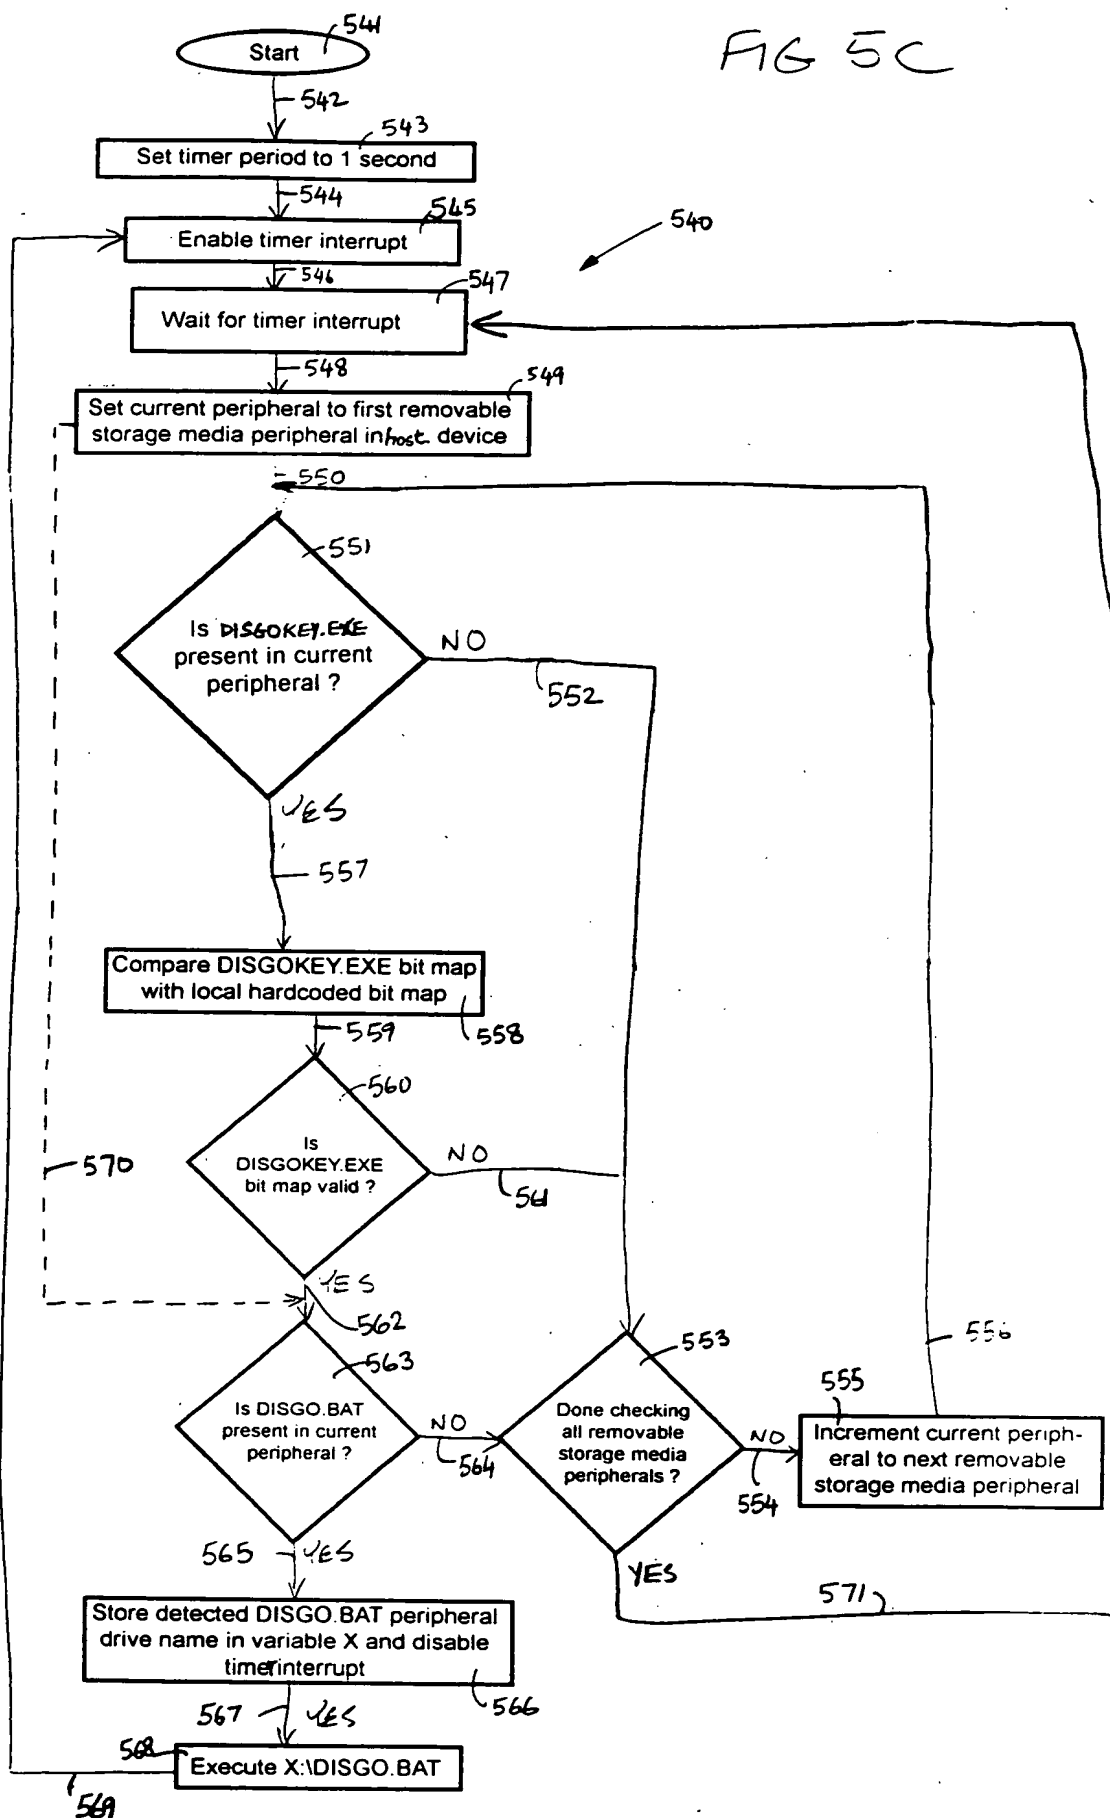 FIG 5C
541
Start
542
543
Set timer period to 1 second
544
545
Enable timer interrupt
540
546
547
Wait for timer interrupt
548
549
Set current peripheral to first removable
storage media peripheral in host device
550
551
Is DISGOKEY.EXE
present in current
peripheral ?
NO
552
YES
557
Compare DISGOKEY.EXE bit map
with local hardcoded bit map
558
559
560
Is
DISGOKEY.EXE
bit map valid ?
NO
561
570
YES
562
563
Is DISGO.BAT
present in current
peripheral ?
NO
564
553
Done checking
all removable
storage media
peripherals ?
NO
554
556
555
Increment current periph-
eral to next removable
storage media peripheral
565
YES
YES
571
Store detected DISGO.BAT peripheral
drive name in variable X and disable
timer interrupt
566
567
YES
568
Execute X:\DISGO.BAT
569